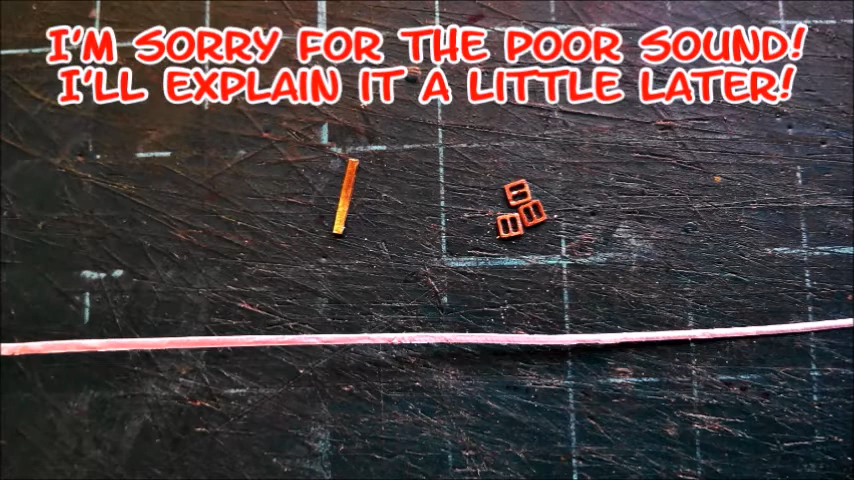 I'M SORRY FOR THE POOR SOUND!
I'LL EXPLAIN IT A LITTLE LATER!